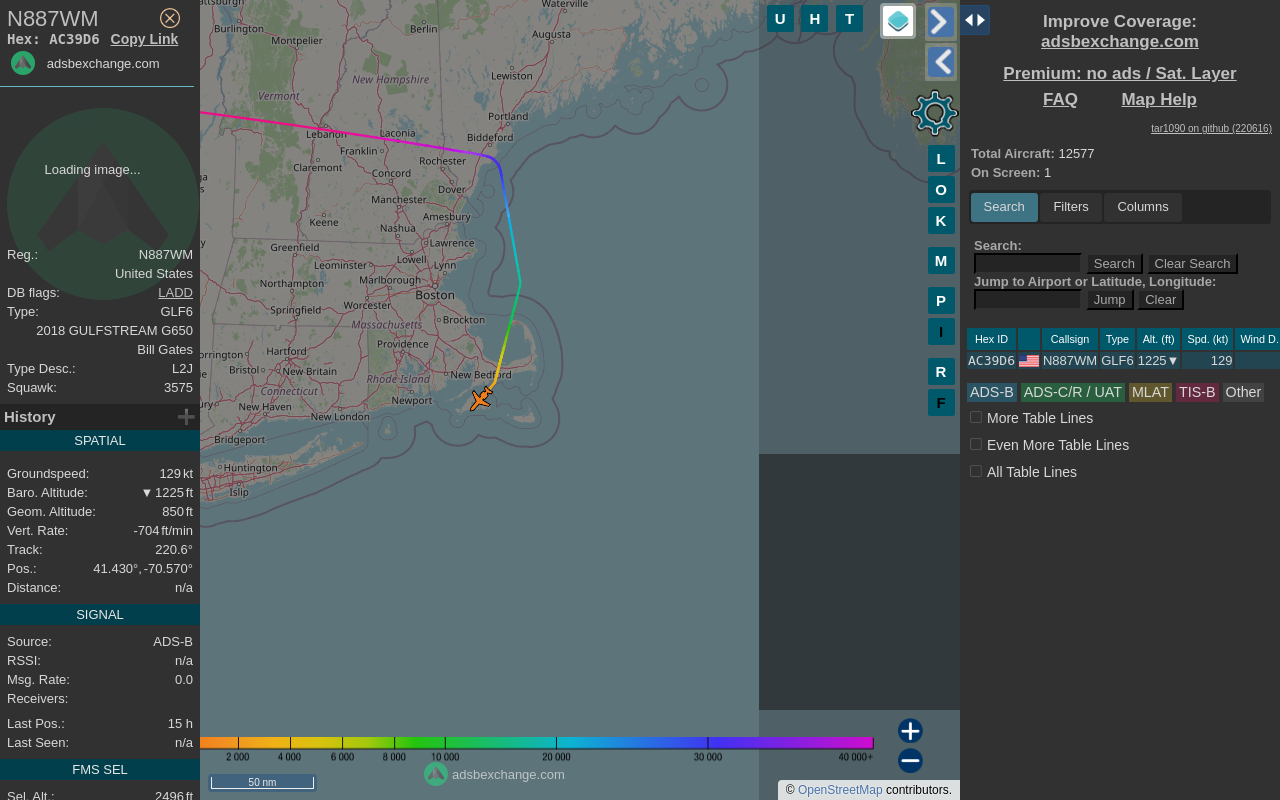 N887WM
Hex: AC39D6 Copy Link
adsbexchange.com
Loading image...
Reg.: N887WM
United States
DB flags: LADD
Type: GLF6
2018 GULFSTREAM G650
Bill Gates
Type Desc.: L2J
Squawk: 3575
History
SPATIAL
Groundspeed: 129 kt
Baro. Altitude: ▼ 1225 ft
Geom. Altitude: 850 ft
Vert. Rate: -704 ft/min
Track: 220.6°
Pos.: 41.430°, -70.570°
Distance: n/a
SIGNAL
Source: ADS-B
RSSI: n/a
Msg. Rate: 0.0
Receivers:
Last Pos.: 15 h
Last Seen: n/a
FMS SEL
Sel. Alt.: 2496 ft
Waterville
Burlington
Berlin
Augusta
Montpelier
Lewiston
New Hampshire
Vermont
Portland
Lebanon
Laconia
Biddeford
Franklin
Rochester
Claremont
Concord
Dover
Manchester
Amesbury
Keene
Nashua
Greenfield
Lawrence
Leominster
Lowell
Lynn
Northampton
Marlborough
Boston
Springfield
Worcester
Brockton
Massachusetts
Providence
Hartford
New Bedford
Bristol
New Britain
Rhode Island
Connecticut
Newport
New Haven
New London
Bridgeport
Huntington
Islip
U H T
L
O
K
M
P
I
R
F
2 000 4 000 6 000 8 000 10 000 20 000 30 000 40 000+
adsbexchange.com
50 nm
© OpenStreetMap contributors.
Improve Coverage:
adsbexchange.com
Premium: no ads / Sat. Layer
FAQ Map Help
tar1090 on github (220616)
Total Aircraft: 12577
On Screen: 1
Search Filters Columns
Search:
Search Clear Search
Jump to Airport or Latitude, Longitude:
Jump Clear
Hex ID Callsign Type Alt. (ft) Spd. (kt) Wind D.
AC39D6 N887WM GLF6 1225▼ 129
ADS-B ADS-C/R / UAT MLAT TIS-B Other
More Table Lines
Even More Table Lines
All Table Lines